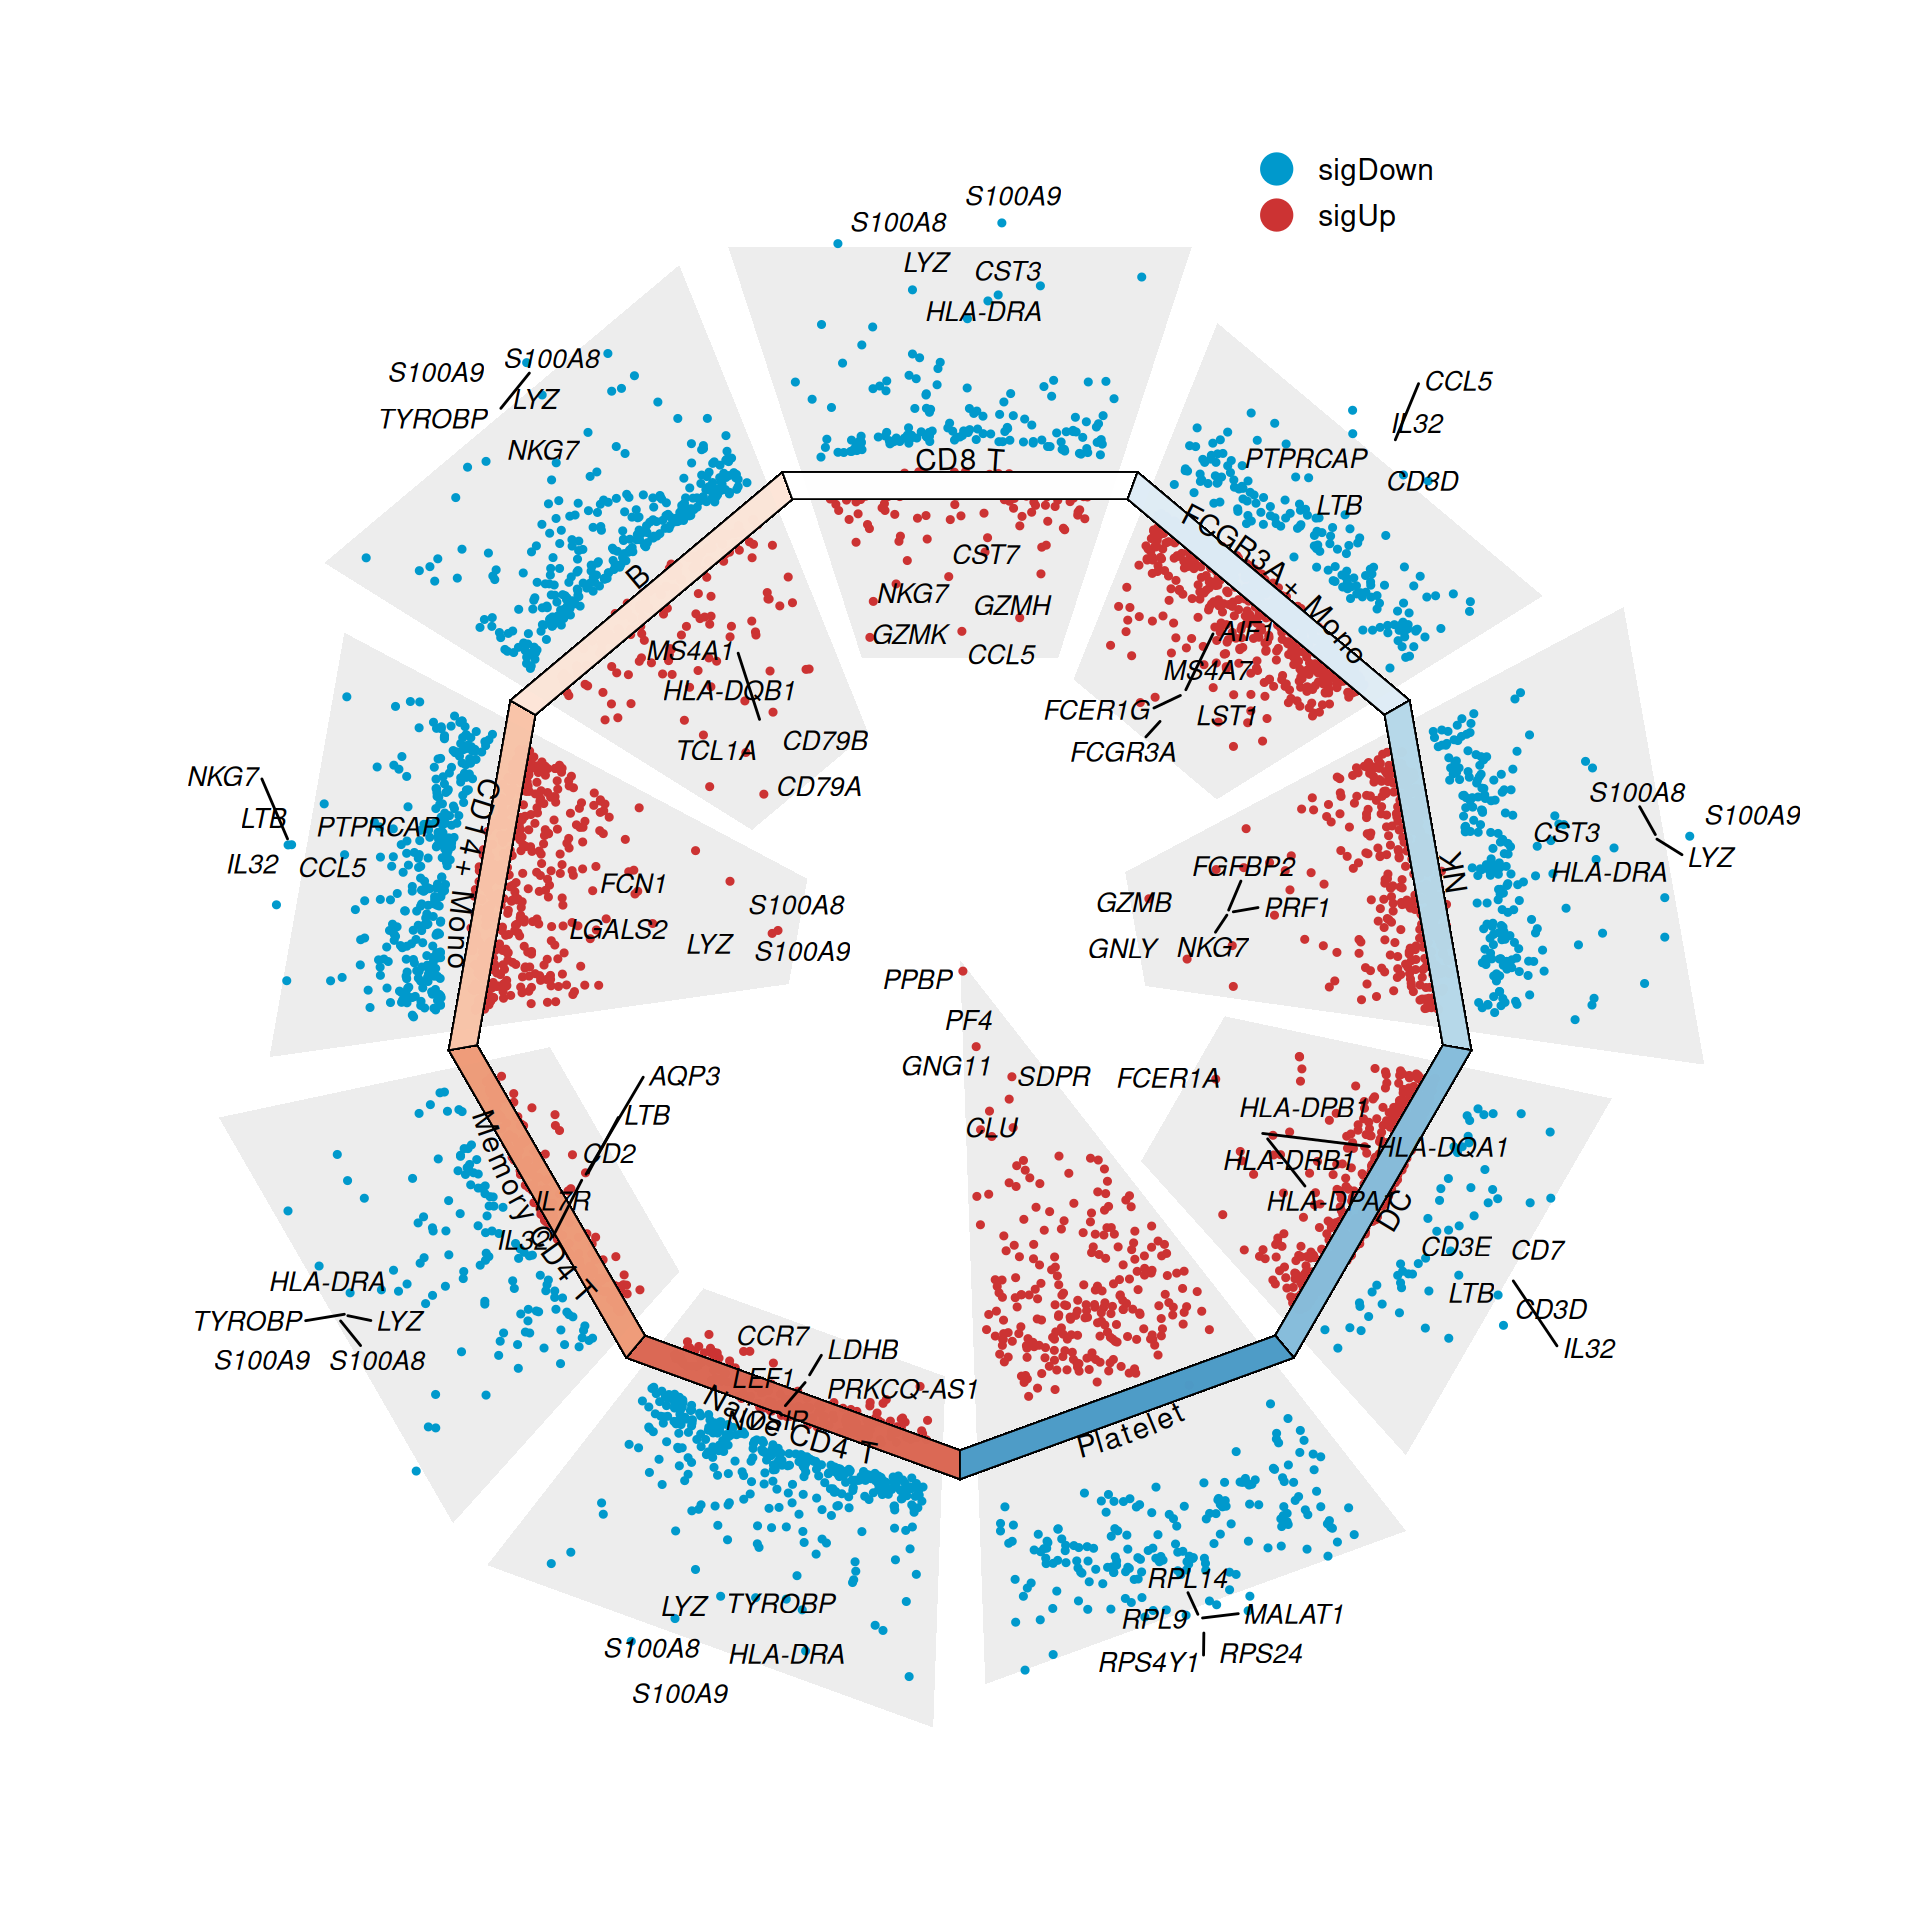 sigDown
sigUp
S100A9
S100A8
LYZ
CST3
HLA-DRA
CD8 T
CST7
NKG7
GZMH
GZMK
CCL5
CCL5
IL32
PTPRCAP
CD3D
LTB
FCGR3A+ Mono
AIF1
MS4A7
FCER1G
LST1
FCGR3A
S100A8
S100A9
CST3
LYZ
HLA-DRA
NK
FGFBP2
GZMB
PRF1
GNLY
NKG7
FCER1A
HLA-DPB1
HLA-DQA1
HLA-DRB1
HLA-DPA1
DC
CD3E
CD7
LTB
CD3D
IL32
PPBP
PF4
GNG11
SDPR
CLU
Platelet
RPL14
RPL9
MALAT1
RPS4Y1
RPS24
CCR7
LDHB
LEF1
PRKCQ-AS1
NOSIP
Naive CD4 T
LYZ
TYROBP
S100A8
HLA-DRA
S100A9
AQP3
LTB
CD2
IL7R
IL32
Memory CD4 T
HLA-DRA
TYROBP
LYZ
S100A9
S100A8
NKG7
LTB
PTPRCAP
IL32
CCL5
CD14+ Mono
FCN1
S100A8
LGALS2
LYZ
S100A9
S100A8
S100A9
LYZ
TYROBP
NKG7
B
MS4A1
HLA-DQB1
TCL1A
CD79B
CD79A